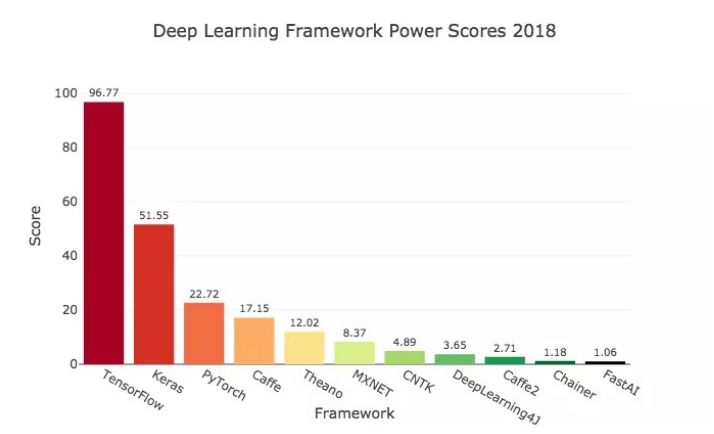 Deep Learning Framework Power Scores 2018
100
80
60
40
20
0
Score
96.77
51.55
22.72
17.15
12.02
8.37
4.89
3.65
2.71
1.18
1.06
TensorFlow
Keras
PyTorch
Caffe
Theano
MXNET
CNTK
DeepLearning4J
Caffe2
Chainer
FastAI
Framework